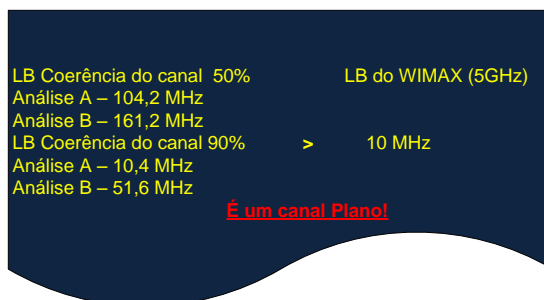 LB Coerência do canal 50% LB do WIMAX (5GHz)
Análise A – 104,2 MHz
Análise B – 161,2 MHz
LB Coerência do canal 90% > 10 MHz
Análise A – 10,4 MHz
Análise B – 51,6 MHz
É um canal Plano!